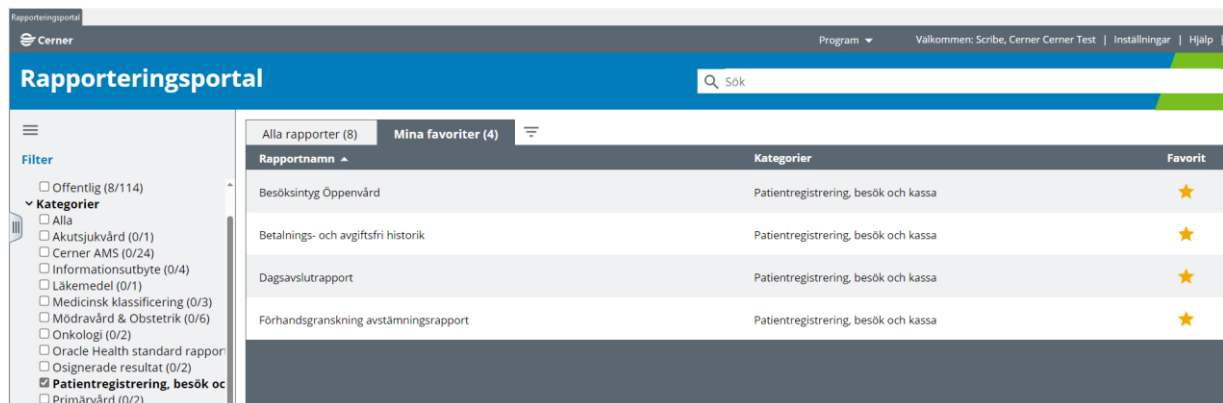 Rapporteringsportal
Cerner
Program
Välkommen: Scribe, Cerner Cerner Test | Inställningar | Hjälp |
Rapporteringsportal
Sök
Filter
Offentlig (8/114)
Kategorier
Alla
Akutsjukvård (0/1)
Cerner AMS (0/24)
Informationsutbyte (0/4)
Läkemedel (0/1)
Medicinsk klassificering (0/3)
Mödravård & Obstetrik (0/6)
Onkologi (0/2)
Oracle Health standard rapport
Osignerade resultat (0/2)
Patientregistrering, besök oc
Primärvård (0/2)
Alla rapporter (8)
Mina favoriter (4)
Rapportnamn Kategorier Favorit
Besöksintyg Öppenvård Patientregistrering, besök och kassa
Betalnings- och avgiftsfri historik Patientregistrering, besök och kassa
Dagsavslutrapport Patientregistrering, besök och kassa
Förhandsgranskning avstämningsrapport Patientregistrering, besök och kassa